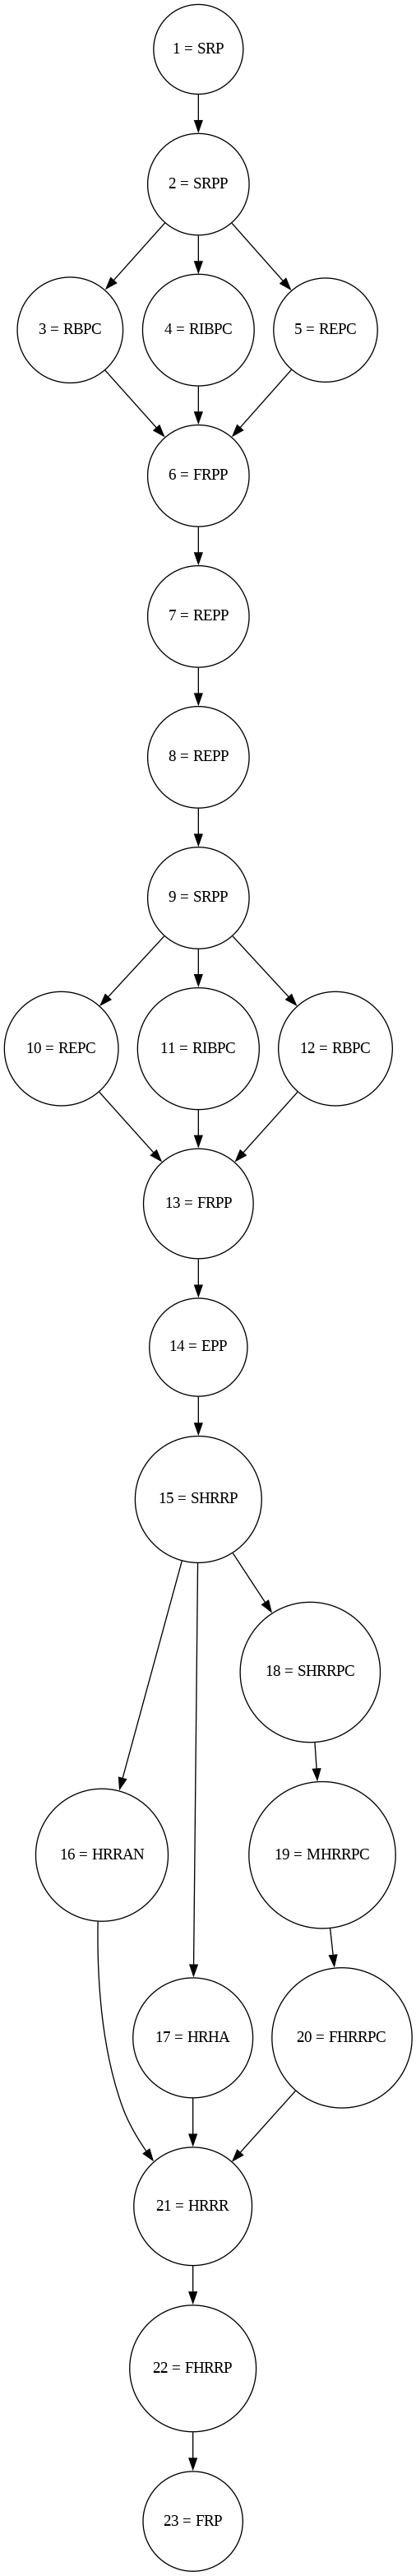 1 = SRP
2 = SRPP
3 = RBPC
4 = RIBPC
5 = REPC
6 = FRPP
7 = REPP
8 = REPP
9 = SRPP
10 = REPC
11 = RIBPC
12 = RBPC
13 = FRPP
14 = EPP
15 = SHRRP
18 = SHRRPC
16 = HRRAN
19 = MHRRPC
17 = HRHA
20 = FHRRPC
21 = HRRR
22 = FHRRP
23 = FRP